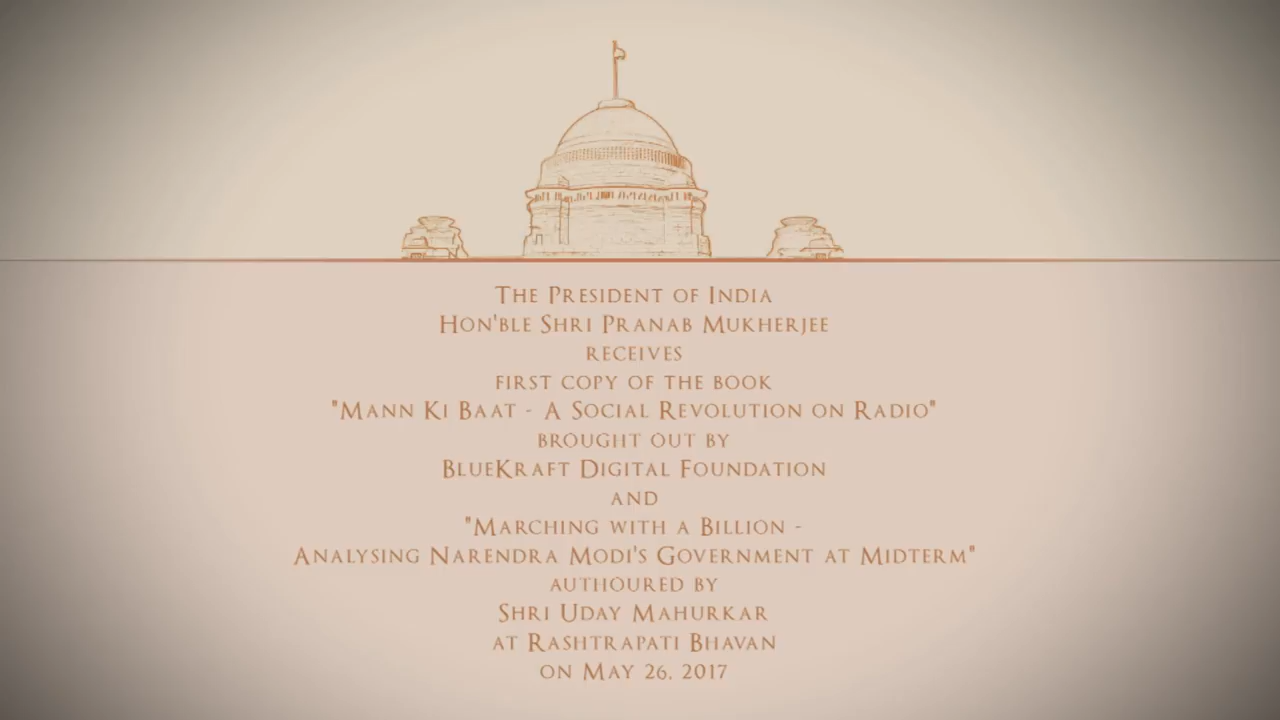 The President of India
Hon'ble Shri Pranab Mukherjee
receives
first copy of the book
"Mann Ki Baat - A Social Revolution on Radio"
brought out by
BlueKraft Digital Foundation
and
"Marching with a Billion -
Analysing Narendra Modi's Government at Midterm"
authoured by
Shri Uday Mahurkar
at Rashtrapati Bhavan
on May 26, 2017